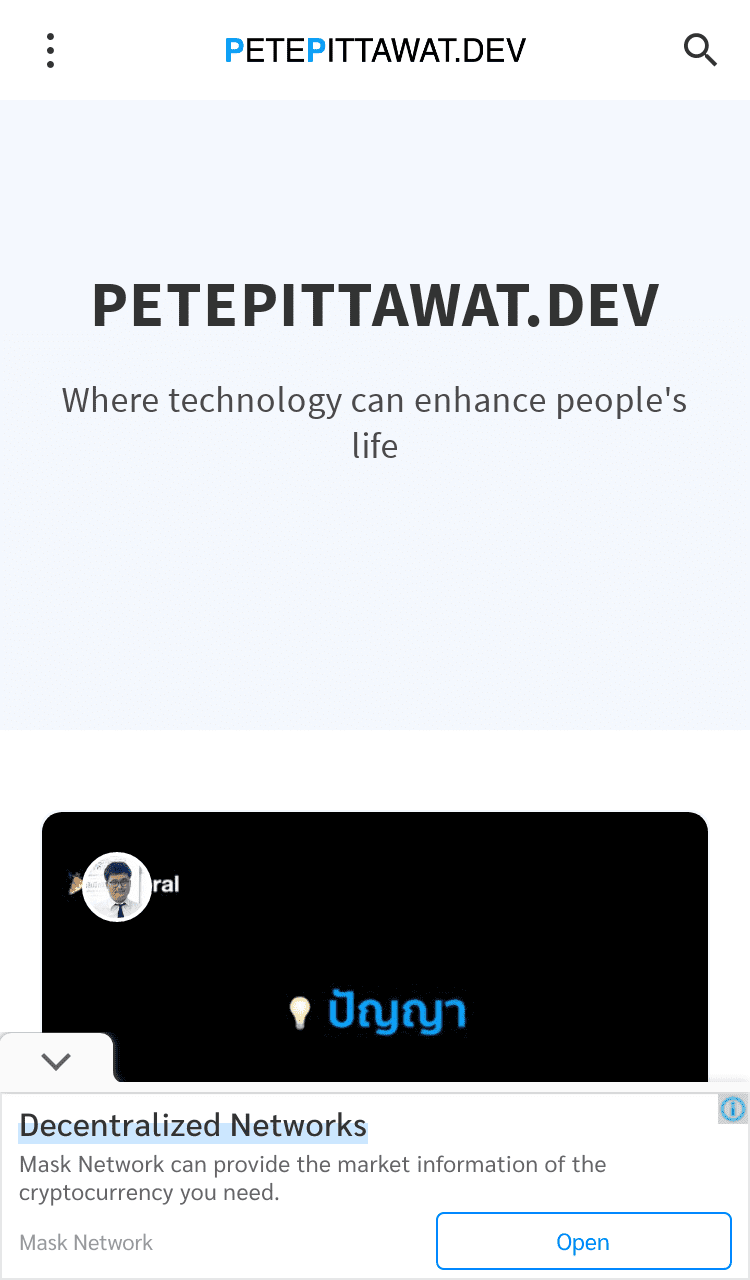 PETEPITTAWAT.DEV
PETEPITTAWAT.DEV
Where technology can enhance people's
life
ral
ปัญญา
Decentralized Networks
Mask Network can provide the market information of the
cryptocurrency you need.
Mask Network
Open